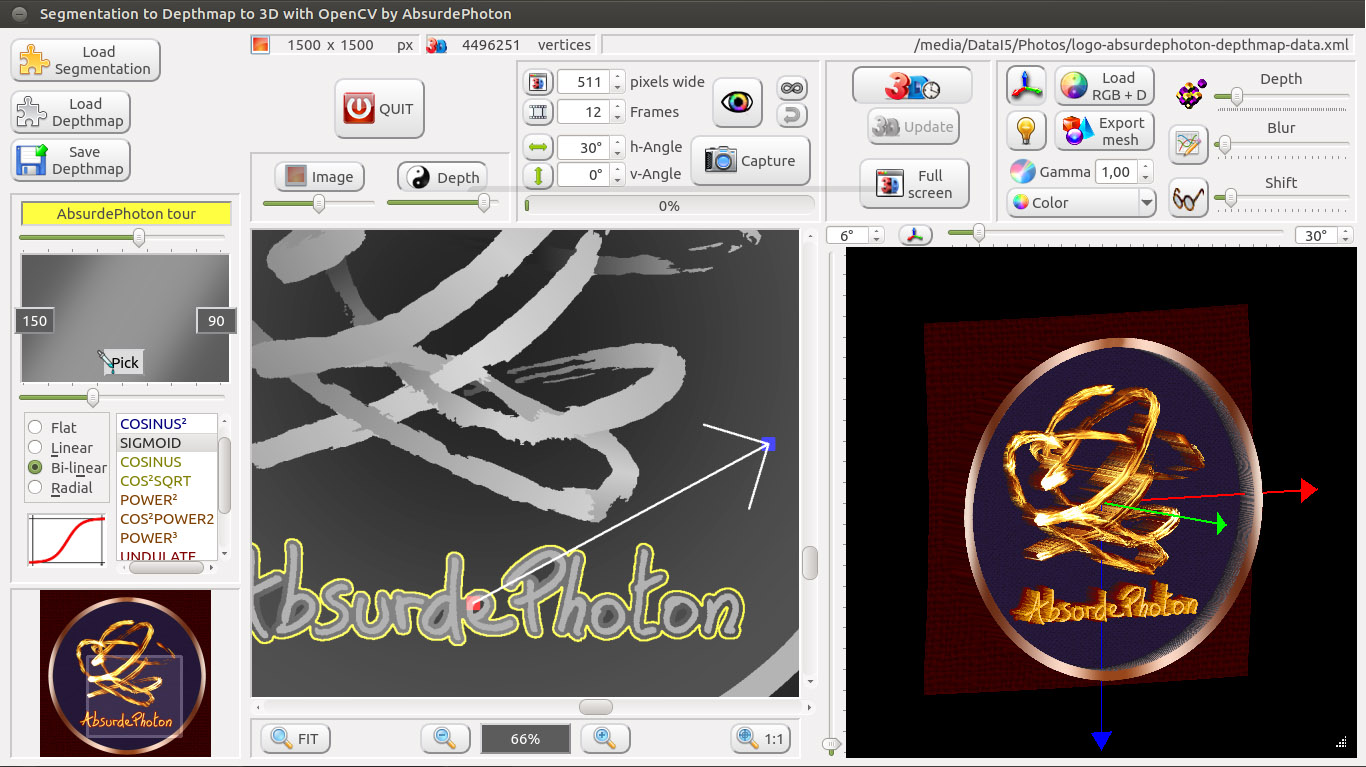 Segmentation to Depthmap to 3D with OpenCV by AbsurdePhoton
Load
Segmentation
Load
Depthmap
Save
Depthmap
1500 x 1500 px
4496251 vertices
/media/DataI5/Photos/logo-absurdephoton-depthmap-data.xml
QUIT
Image
Depth
511 pixels wide
12 Frames
30° h-Angle
0° v-Angle
Capture
0%
3D
3D Update
Full
screen
Load
RGB + D
Export
mesh
Gamma 1,00
Color
Depth
Blur
Shift
AbsurdePhoton tour
150
90
Pick
Flat
Linear
Bi-linear
Radial
COSINUS²
SIGMOID
COSINUS
COS²SQRT
POWER²
COS²POWER2
POWER³
UNDULATE
AbsurdePhoton
AbsurdePhoton
FIT
66%
1:1
6°
30°
AbsurdePhoton